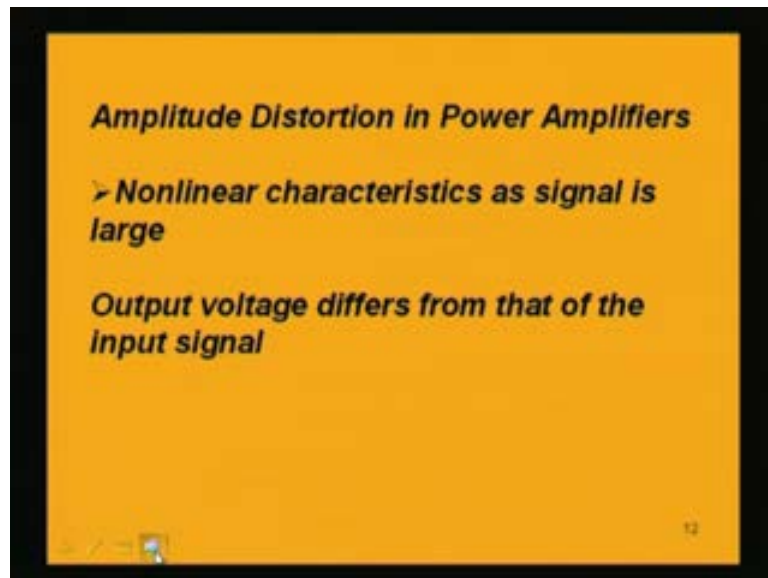 Amplitude Distortion in Power Amplifiers
➢Nonlinear characteristics as signal is
large
Output voltage differs from that of the
input signal
12